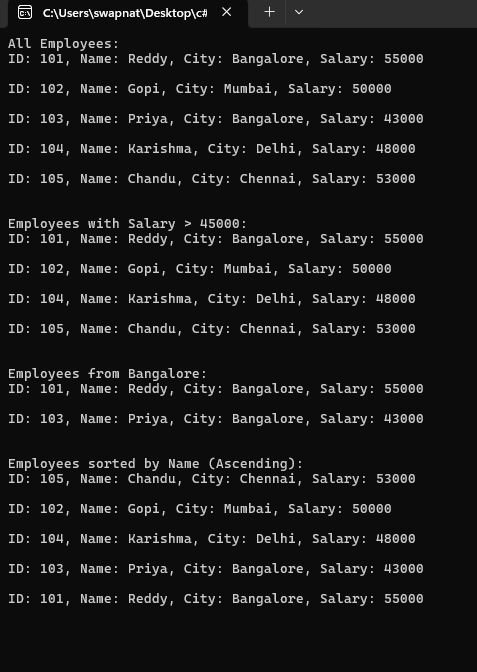 C:\Users\swapnat\Desktop\c#
All Employees:
ID: 101, Name: Reddy, City: Bangalore, Salary: 55000
ID: 102, Name: Gopi, City: Mumbai, Salary: 50000
ID: 103, Name: Priya, City: Bangalore, Salary: 43000
ID: 104, Name: Karishma, City: Delhi, Salary: 48000
ID: 105, Name: Chandu, City: Chennai, Salary: 53000
Employees with Salary > 45000:
ID: 101, Name: Reddy, City: Bangalore, Salary: 55000
ID: 102, Name: Gopi, City: Mumbai, Salary: 50000
ID: 104, Name: Karishma, City: Delhi, Salary: 48000
ID: 105, Name: Chandu, City: Chennai, Salary: 53000
Employees from Bangalore:
ID: 101, Name: Reddy, City: Bangalore, Salary: 55000
ID: 103, Name: Priya, City: Bangalore, Salary: 43000
Employees sorted by Name (Ascending):
ID: 105, Name: Chandu, City: Chennai, Salary: 53000
ID: 102, Name: Gopi, City: Mumbai, Salary: 50000
ID: 104, Name: Karishma, City: Delhi, Salary: 48000
ID: 103, Name: Priya, City: Bangalore, Salary: 43000
ID: 101, Name: Reddy, City: Bangalore, Salary: 55000